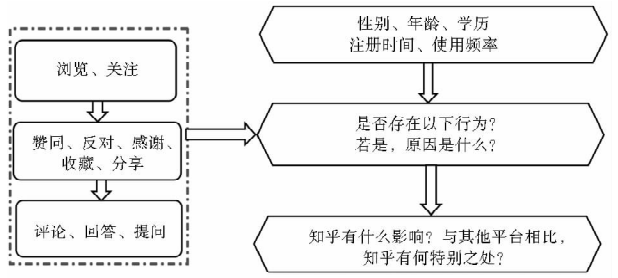 浏览、关注
赞同、反对、感谢、
收藏、分享
评论、回答、提问
性别、年龄、学历
注册时间、使用频率
是否存在以下行为?
若是，原因是什么?
知乎有什么影响? 与其他平台相比，
知乎有何特别之处?